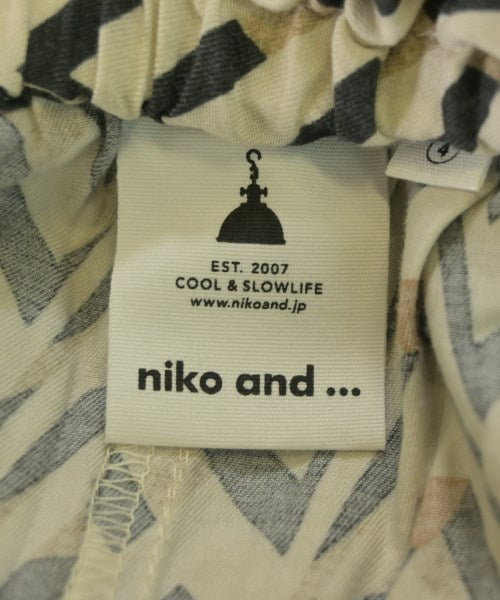 ④
EST. 2007
COOL & SLOWLIFE
www.nikoand.jp
niko and ...